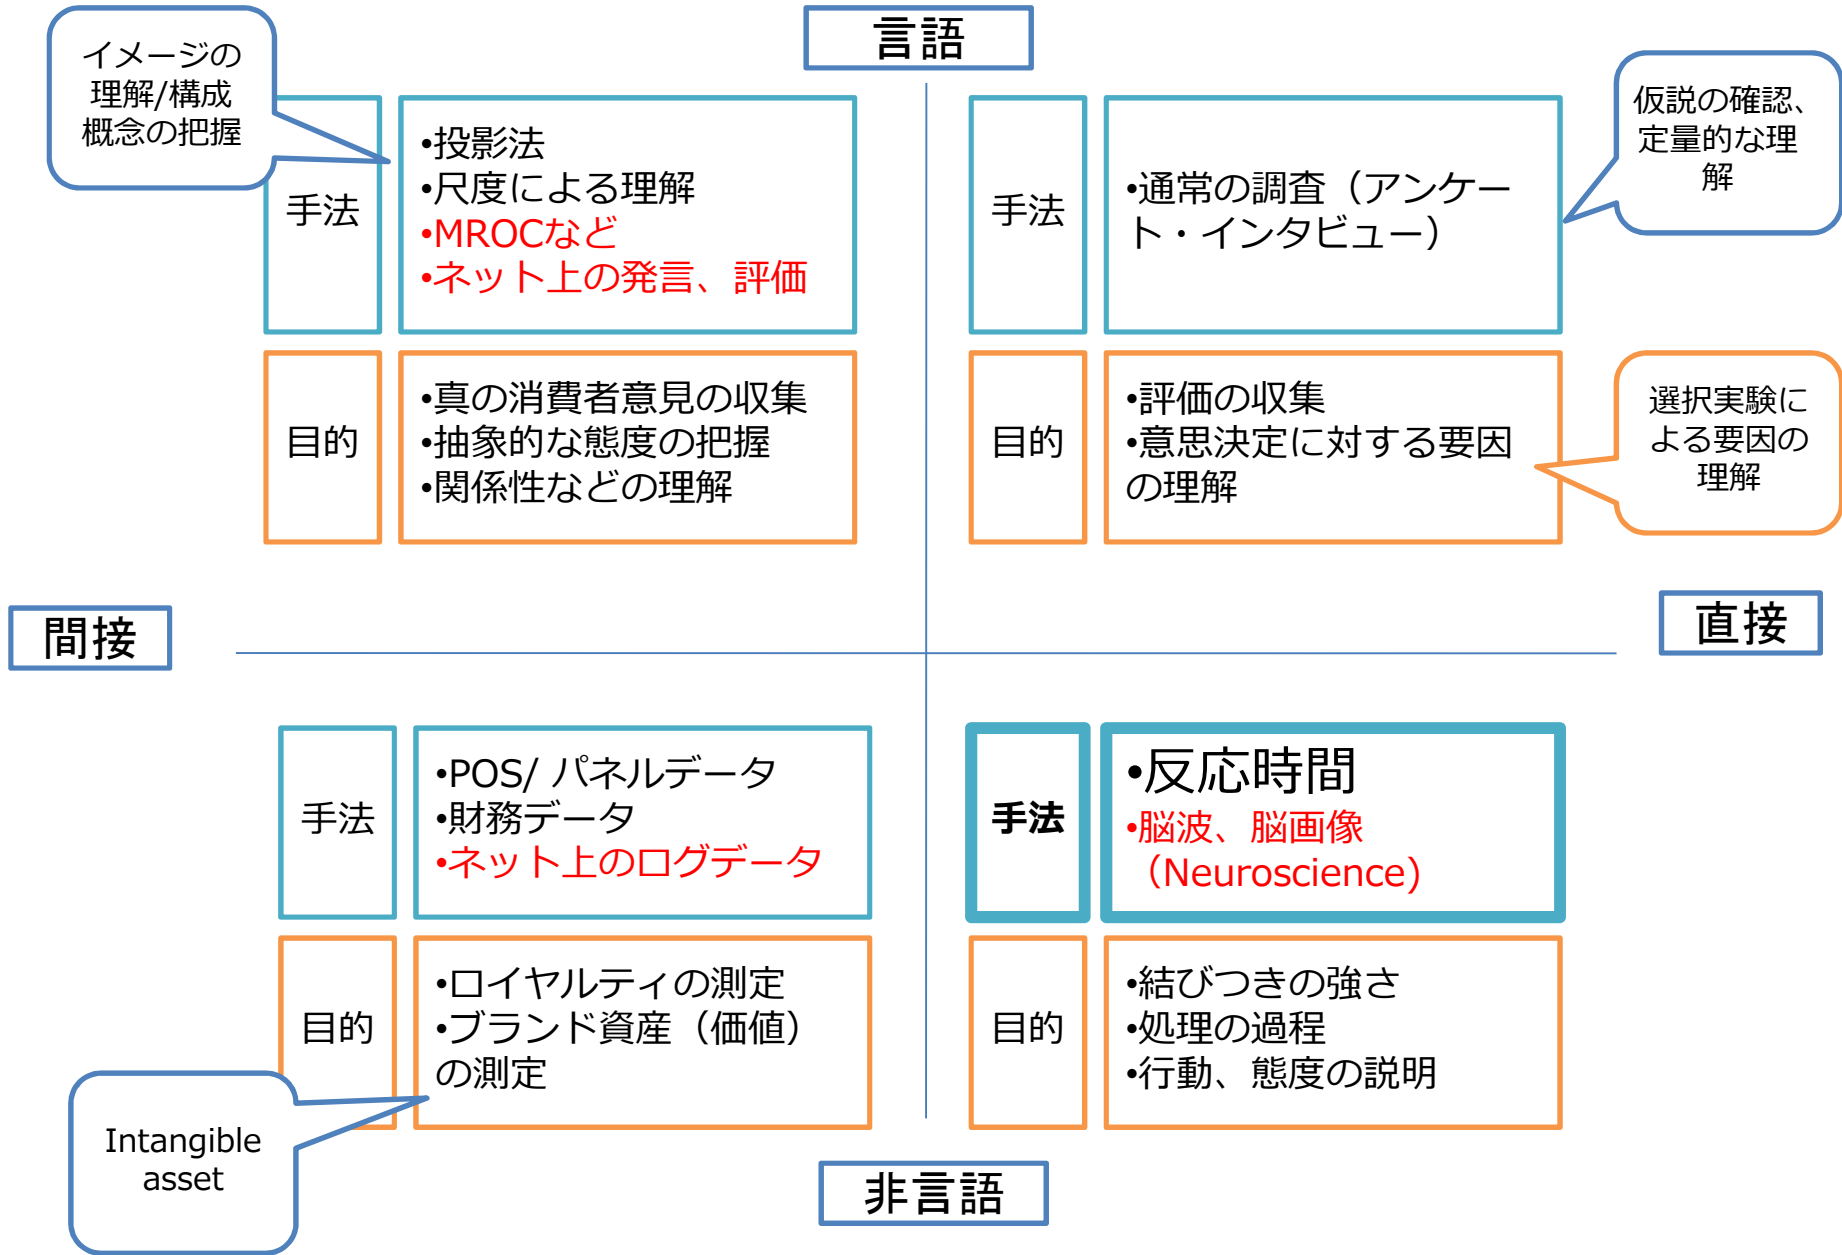 言語
イメージの
理解/構成
概念の把握
手法
•投影法
•尺度による理解
•MROCなど
•ネット上の発言、評価
目的
•真の消費者意見の収集
•抽象的な態度の把握
•関係性などの理解
手法
•通常の調査（アンケー
ト・インタビュー）
仮説の確認、
定量的な理
解
目的
•評価の収集
•意思決定に対する要因
の理解
選択実験に
よる要因の
理解
間接
直接
手法
•POS/ パネルデータ
•財務データ
•ネット上のログデータ
目的
•ロイヤルティの測定
•ブランド資産（価値）
の測定
Intangible
asset
手法
•反応時間
•脳波、脳画像
（Neuroscience)
目的
•結びつきの強さ
•処理の過程
•行動、態度の説明
非言語